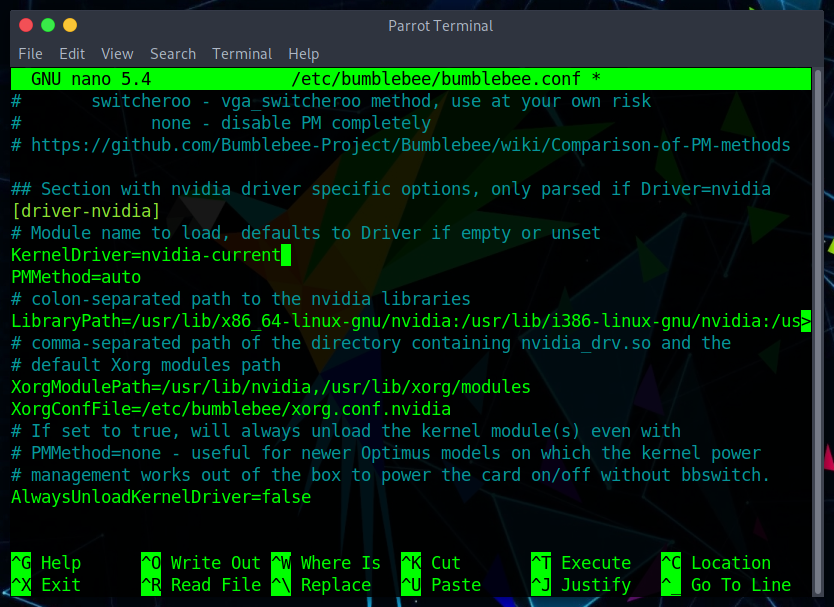 Parrot Terminal
File Edit View Search Terminal Help
GNU nano 5.4 /etc/bumblebee/bumblebee.conf *
# switcheroo - vga_switcheroo method, use at your own risk
# none - disable PM completely
# https://github.com/Bumblebee-Project/Bumblebee/wiki/Comparison-of-PM-methods
## Section with nvidia driver specific options, only parsed if Driver=nvidia
[driver-nvidia]
# Module name to load, defaults to Driver if empty or unset
KernelDriver=nvidia-current
PMMethod=auto
# colon-separated path to the nvidia libraries
LibraryPath=/usr/lib/x86_64-linux-gnu/nvidia:/usr/lib/i386-linux-gnu/nvidia:/us>
# comma-separated path of the directory containing nvidia_drv.so and the
# default Xorg modules path
XorgModulePath=/usr/lib/nvidia,/usr/lib/xorg/modules
XorgConfFile=/etc/bumblebee/xorg.conf.nvidia
# If set to true, will always unload the kernel module(s) even with
# PMMethod=none - useful for newer Optimus models on which the kernel power
# management works out of the box to power the card on/off without bbswitch.
AlwaysUnloadKernelDriver=false
^G Help ^O Write Out ^W Where Is ^K Cut ^T Execute ^C Location
^X Exit ^R Read File ^\ Replace ^U Paste ^J Justify ^_ Go To Line